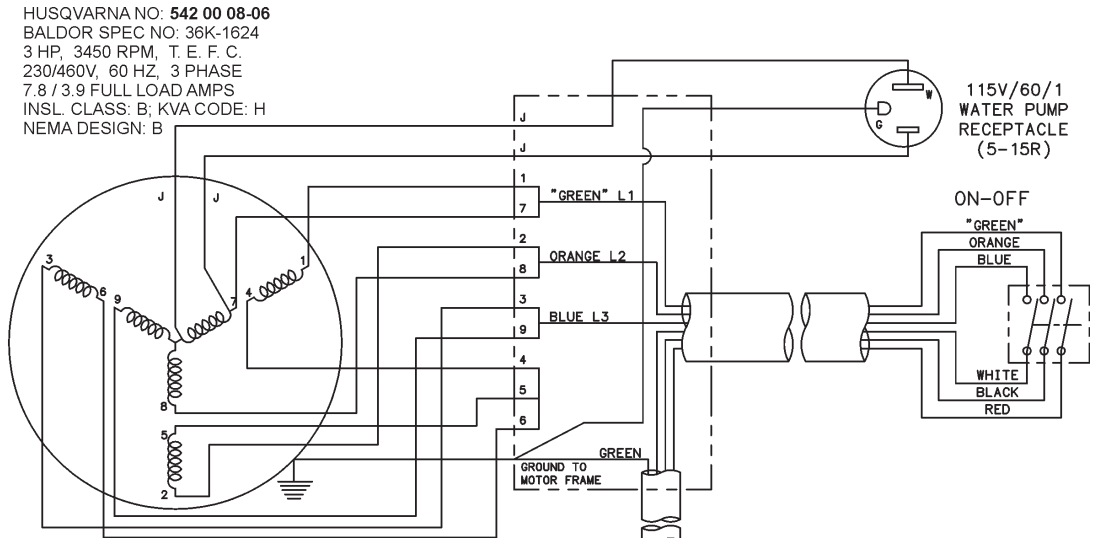 HUSQVARNA NO: 542 00 08-06
BALDOR SPEC NO: 36K-1624
3 HP, 3450 RPM, T. E. F. C.
230/460V, 60 HZ, 3 PHASE
7.8 / 3.9 FULL LOAD AMPS
INSL. CLASS: B; KVA CODE: H
NEMA DESIGN: B
W
G
115V/60/1
WATER PUMP
RECEPTACLE
(5-15R)
J
J
J
J
1
"GREEN" L1
7
2
ORANGE L2
8
3
BLUE L3
9
4
5
6
3
6
9
7
4
1
8
5
2
ON-OFF
"GREEN"
ORANGE
BLUE
WHITE
BLACK
RED
GREEN
GROUND TO
MOTOR FRAME